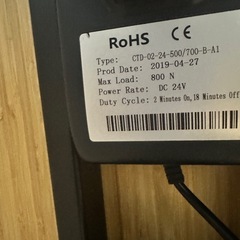 RoHS CE
Type: CTD-02-24-500/700-B-A1
Prod Date: 2019-04-27
Max Load: 800 N
Power Rate: DC 24V
Duty Cycle: 2 Minutes On,18 Minutes Off